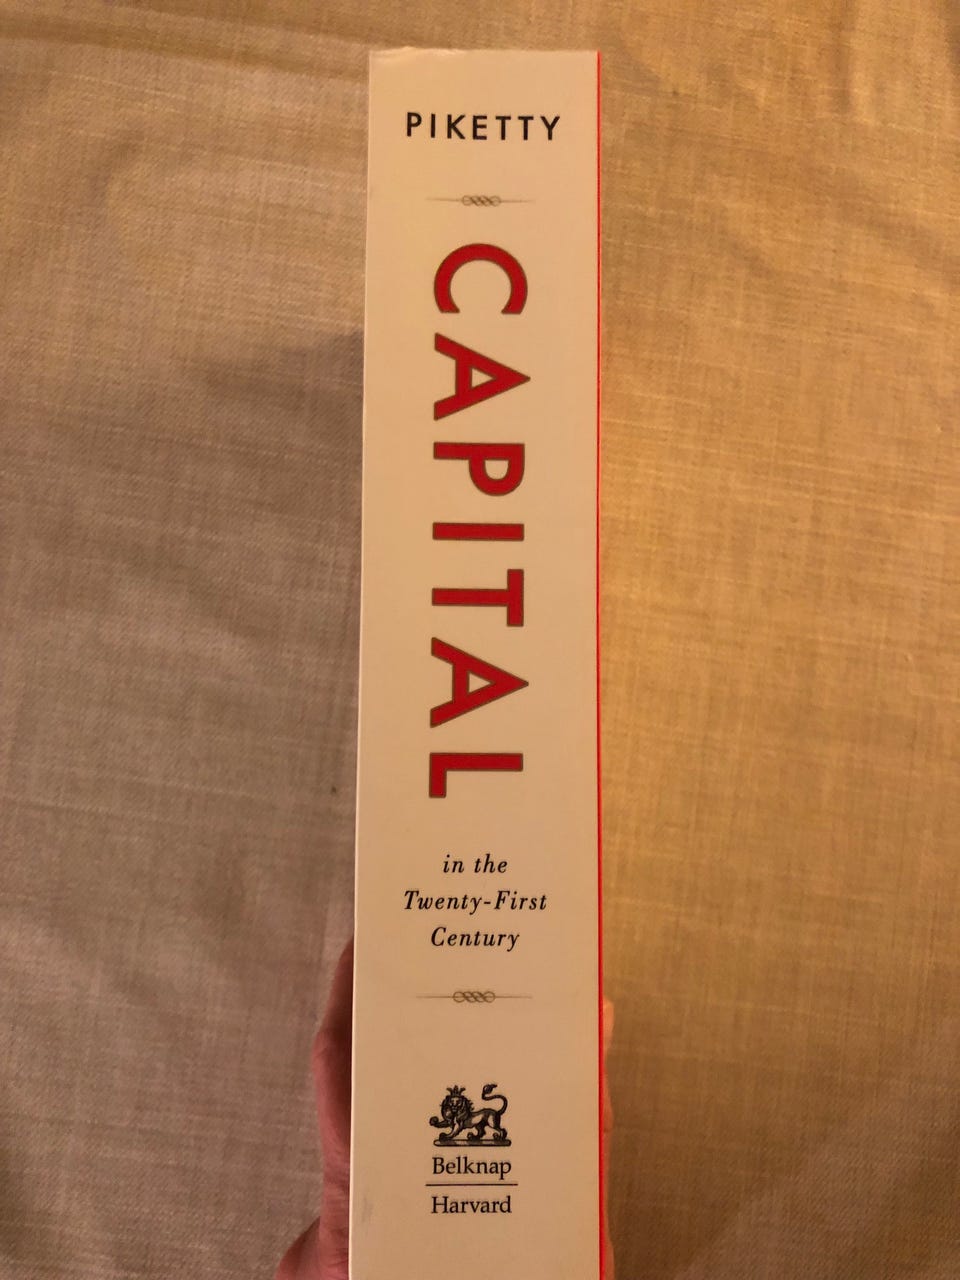 PIKETTY
CAPITAL
in the
Twenty-First
Century
Belknap
Harvard